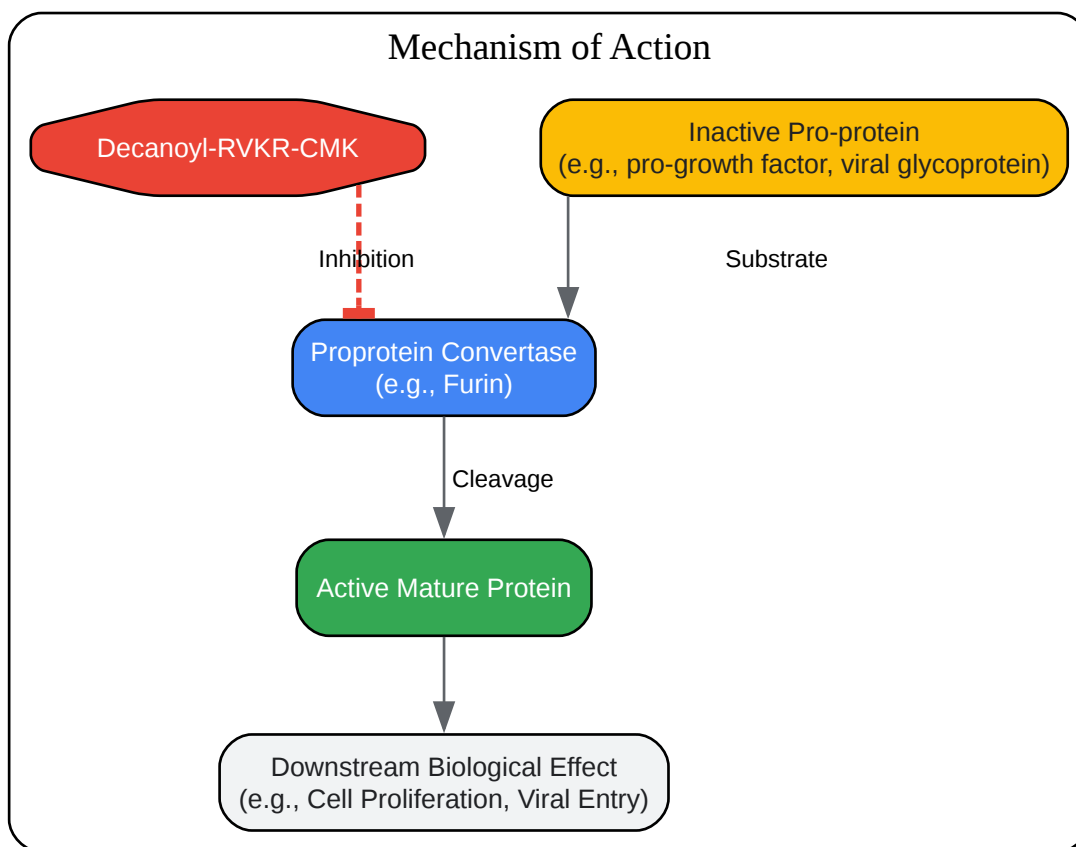 Mechanism of Action
Decanoyl-RVKR-CMK
Inactive Pro-protein
(e.g., pro-growth factor, viral glycoprotein)
Inhibition
Substrate
Proprotein Convertase
(e.g., Furin)
Cleavage
Active Mature Protein
Downstream Biological Effect
(e.g., Cell Proliferation, Viral Entry)